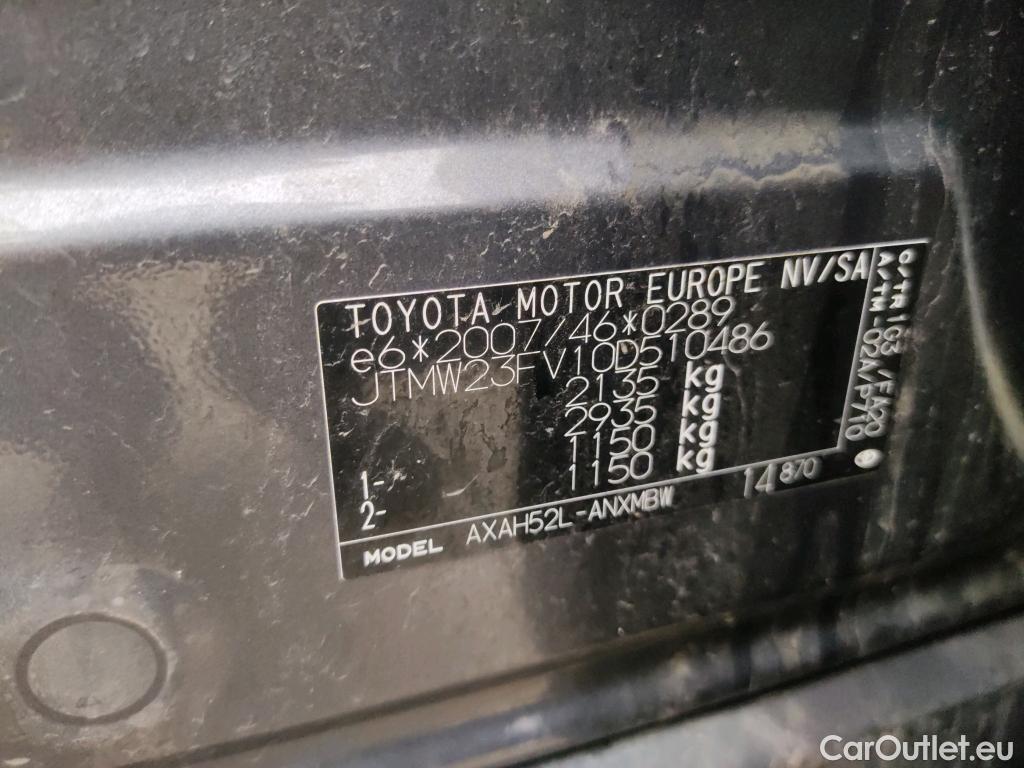 TOYOTA MOTOR EUROPE NV/SA
e6*2007/46*0289
JTMW23FV10D510486
2135 kg
2935 kg
1- 1150 kg
2- 1150 kg
MODEL AXAH52L-ANXMBW
14 870
CarOutlet.eu